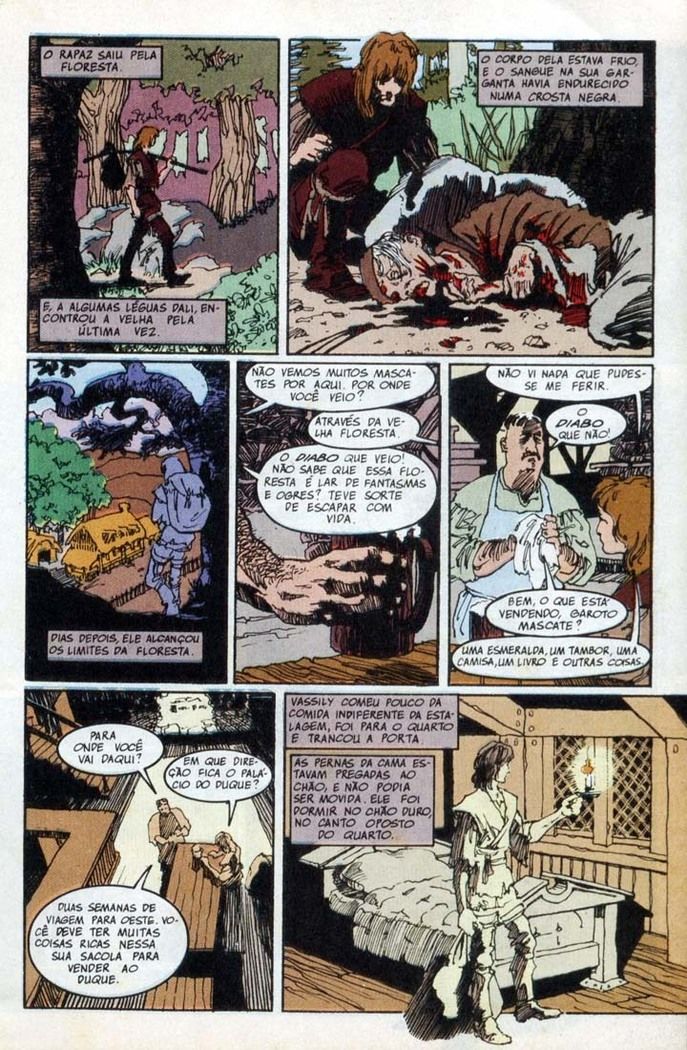 O RAPAZ SAIU PELA
FLORESTA.
E, A ALGUMAS LÉGUAS DALI, EN-
CONTROU A VELHA PELA
ÚLTIMA VEZ.
O CORPO DELA ESTAVA FRIO,
E O SANGUE NA SUA GAR-
GANTA HAVIA ENDURECIDO
NUMA CROSTA NEGRA.
DIAS DEPOIS, ELE ALCANÇOU
OS LIMITES DA FLORESTA.
NÃO VEMOS MUITOS MASCA-
TES POR AQUI. POR ONDE
VOCÊ VEIO?
ATRAVÉS DA VE-
LHA FLORESTA.
O DIABO QUE VEIO!
NÃO SABE QUE ESSA FLO-
RESTA É LAR DE FANTASMAS
E OGRES? TEVE SORTE
DE ESCAPAR COM
VIDA.
NÃO VI NADA QUE PUDES-
SE ME FERIR.
O
DIABO
QUE NÃO!
BEM, O QUE ESTÁ
VENDENDO, GAROTO
MASCATE?
UMA ESMERALDA, UM TAMBOR, UMA
CAMISA, UM LIVRO E OUTRAS COISAS.
PARA
ONDE VOCÊ
VAI DAQUI?
EM QUE DIRE-
ÇÃO FICA O PALÁ-
CIO DO DUQUE?
DUAS SEMANAS DE
VIAGEM PARA OESTE. VO-
CÊ DEVE TER MUITAS
COISAS RICAS NESSA
SUA SACOLA PARA
VENDER AO
DUQUE.
VASSILY COMEU POUCO DA
COMIDA INDIFERENTE DA ESTA-
LAGEM, FOI PARA O QUARTO
E TRANCOU A PORTA
AS PERNAS DA CAMA ES-
TAVAM PREGADAS AO
CHÃO, E NÃO PODIA
SER MOVIDA. ELE FOI
DORMIR NO CHÃO DURO,
NO CANTO OPOSTO
DO QUARTO.